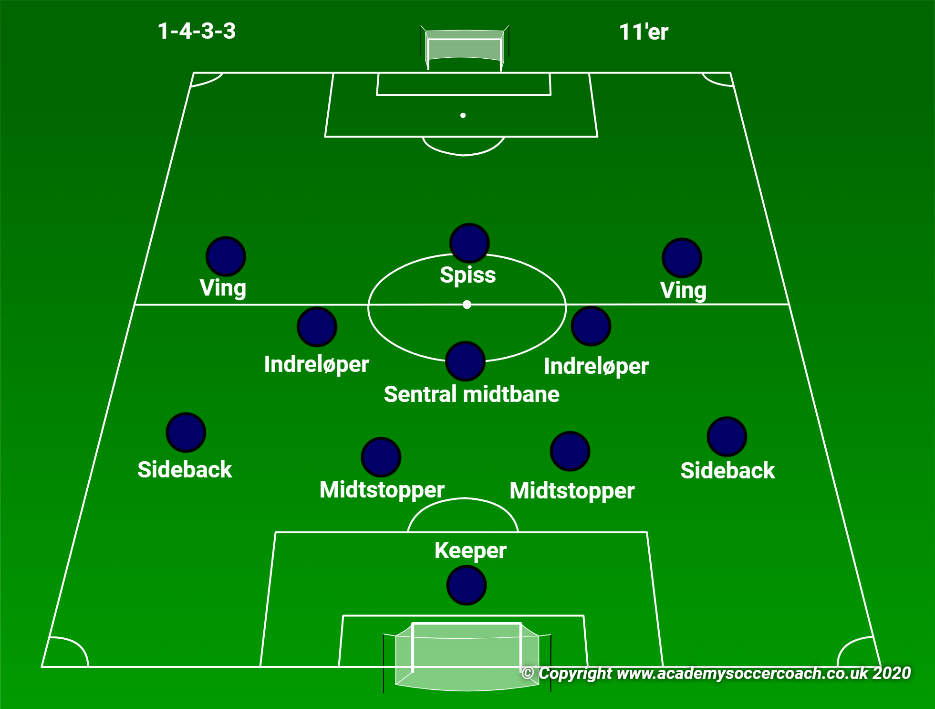 1-4-3-3
11'er
Spiss
Ving
Ving
Indreløper
Indreløper
Sentral midtbane
Sideback
Sideback
Midtstopper
Midtstopper
Keeper
© Copyright www.academysoccercoach.co.uk 2020